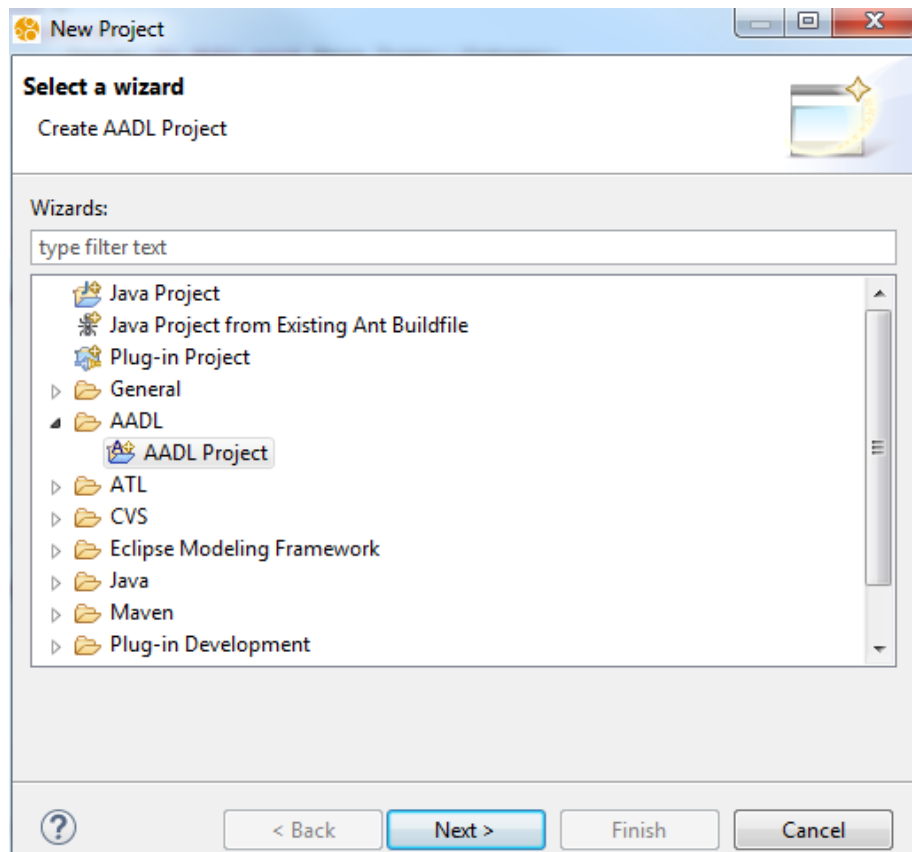 New Project
Select a wizard
Create AADL Project
Wizards:
type filter text
Java Project
Java Project from Existing Ant Buildfile
Plug-in Project
General
AADL
AADL Project
ATL
CVS
Eclipse Modeling Framework
Java
Maven
Plug-in Development
? < Back Next > Finish Cancel